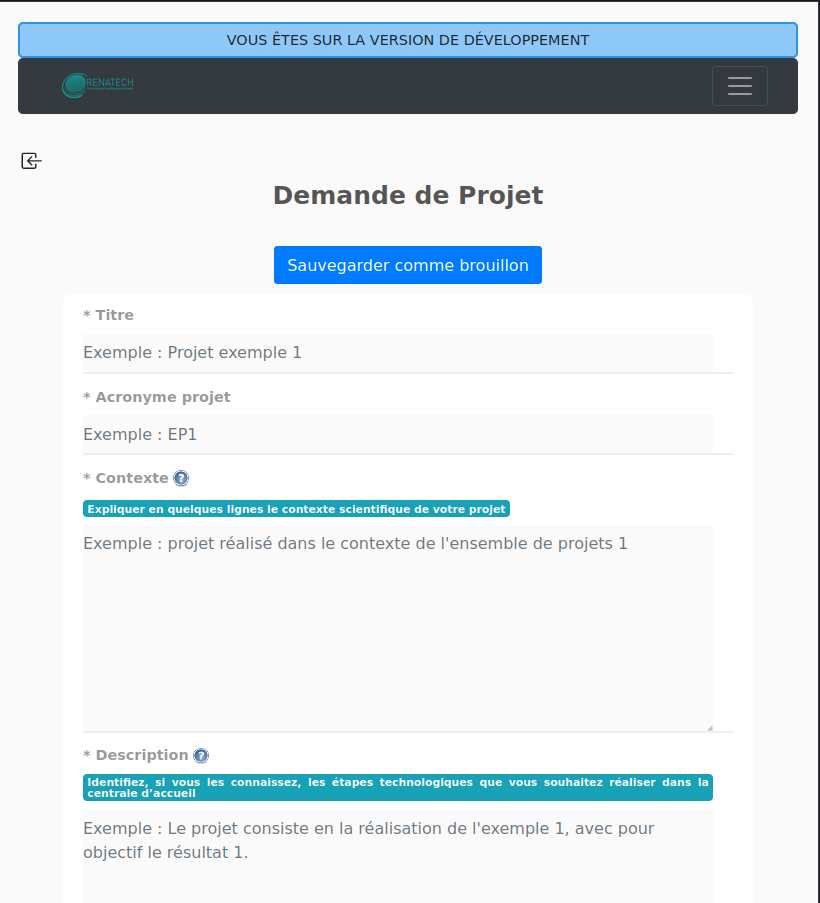 VOUS ÊTES SUR LA VERSION DE DÉVELOPPEMENT
RENATECH
Demande de Projet
Sauvegarder comme brouillon
* Titre
Exemple : Projet exemple 1
* Acronyme projet
Exemple : EP1
* Contexte ?
Expliquer en quelques lignes le contexte scientifique de votre projet
Exemple : projet réalisé dans le contexte de l'ensemble de projets 1
* Description ?
Identifiez, si vous les connaissez, les étapes technologiques que vous souhaitez réaliser dans la
centrale d’accueil
Exemple : Le projet consiste en la réalisation de l'exemple 1, avec pour
objectif le résultat 1.